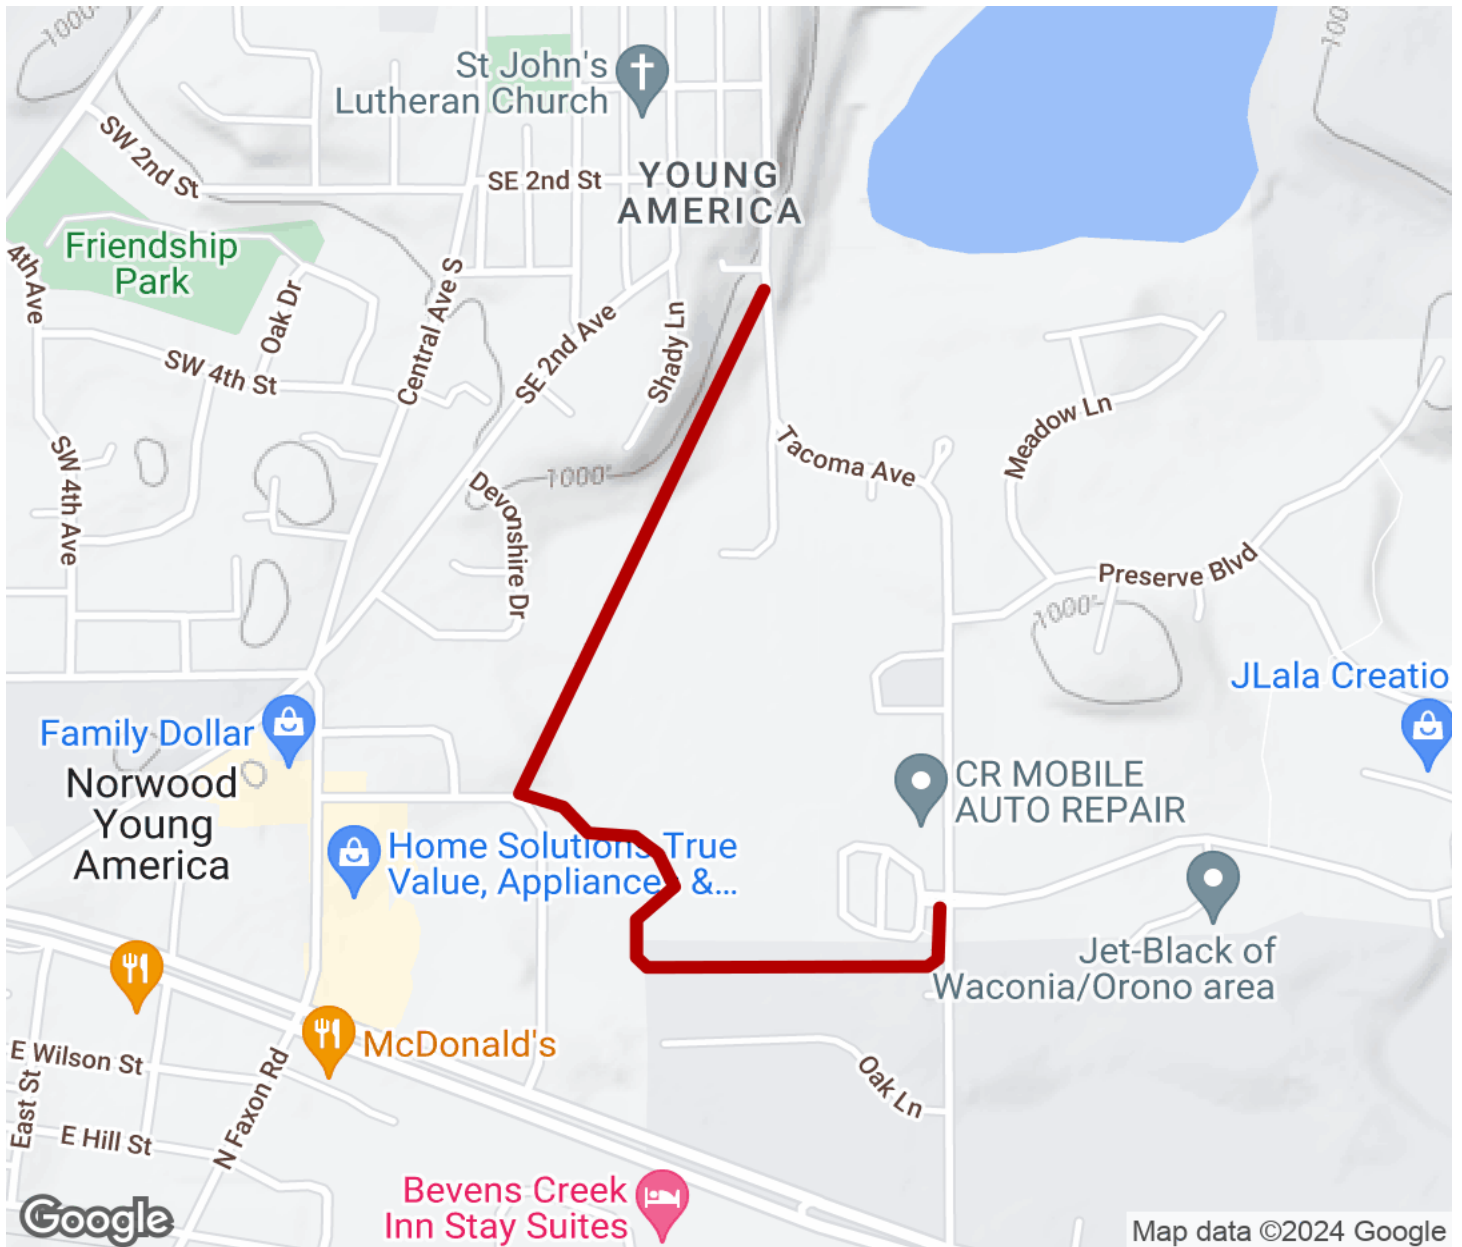 1000'
100
St John's
Lutheran Church
SW 2nd St
SE 2nd St
YOUNG
AMERICA
Friendship
Park
4th Ave
Oak Dr
Central Ave S
SE 2nd Ave
Shady Ln
SW 4th St
Tacoma Ave
Meadow Ln
SW 4th Ave
1000'
Devonshire Dr
Preserve Blvd
1000'
JLala Creatio
Family Dollar
Norwood
Young
America
CR MOBILE
AUTO REPAIR
Home Solutions True
Value, Appliance &...
Jet-Black of
Waconia/Orono area
McDonald's
E Wilson St
East St
N Faxon Rd
E Hill St
Oak Ln
Bevens Creek
Inn Stay Suites
Google
Map data ©2024 Google